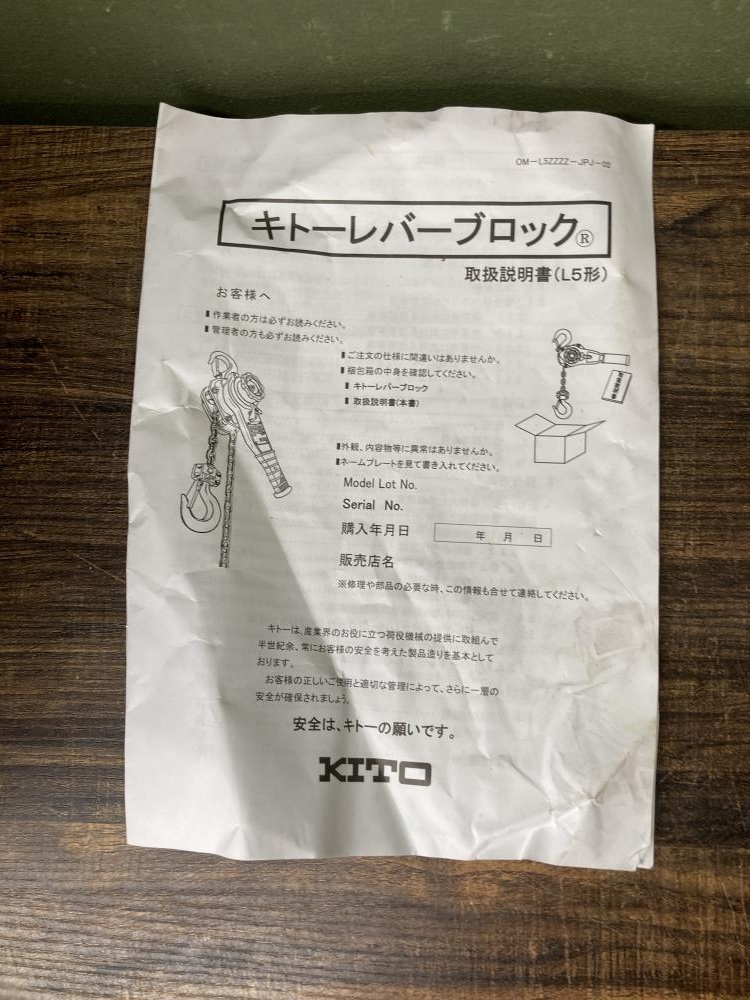 OM-L5ZZZZ-JPJ-02
キトーレバーブロック®
取扱説明書(L5形)
お客様へ
▮作業者の方は必ずお読みください。
▮管理者の方も必ずお読みください。
▮ご注文の仕様に間違いはありませんか。
▮梱包箱の中身を確認してください。
▮ キトーレバーブロック
▮ 取扱説明書(本書)
取扱説明書
▮外観、内容物等に異常はありませんか。
▮ネームプレートを見て書き入れてください。
Model Lot No.
Serial No.
購入年月日 年 月 日
販売店名
※修理や部品の必要な時、この情報も合せて連絡してください。
キトーは、産業界のお役に立つ荷役機械の提供に取組んで
半世紀余、常にお客様の安全を考えた製品造りを基本として
おります。
お客様の正しいご使用と適切な管理によって、さらに一層の
安全が確保されましょう。
安全は、キトーの願いです。
KITO